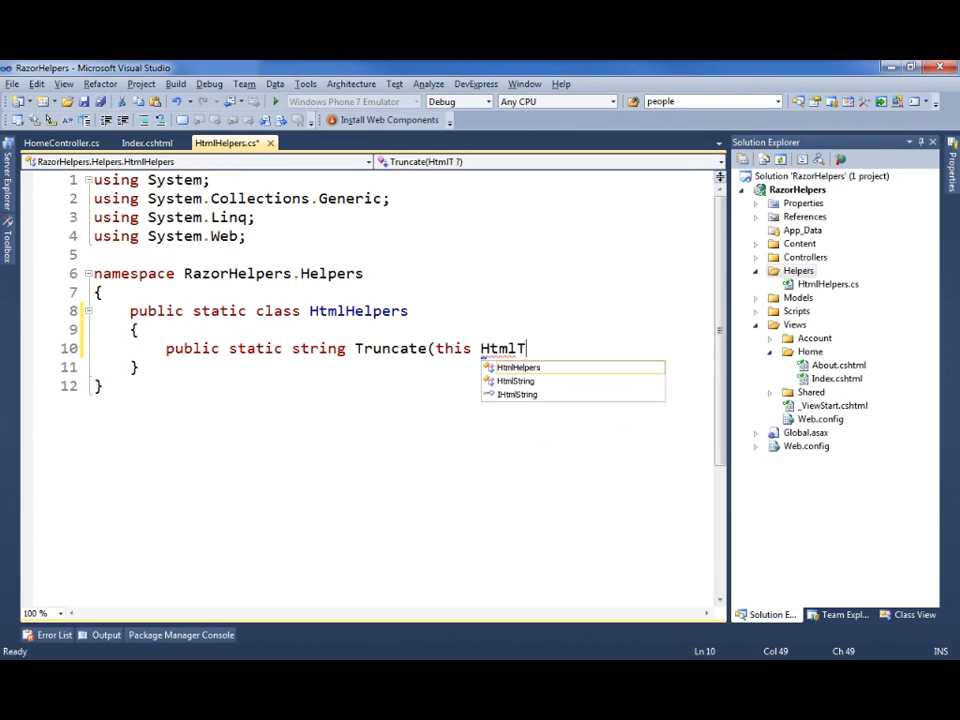 RazorHelpers - Microsoft Visual Studio
File Edit View Refactor Project Build Debug Team Data Tools Architecture Test Analyze DevExpress Window Help
Windows Phone 7 Emulator Debug Any CPU people
Install Web Components
HomeController.cs Index.cshtml HtmlHelpers.cs*
RazorHelpers.Helpers.HtmlHelpers Truncate(HtmlT ?)
1 using System;
2 using System.Collections.Generic;
3 using System.Linq;
4 using System.Web;
5
6 namespace RazorHelpers.Helpers
7 {
8 public static class HtmlHelpers
9 {
10 public static string Truncate(this HtmlT
11 }
12 }
HtmlHelpers
HtmlString
IHtmlString
100 %
Server Explorer
Toolbox
Solution Explorer
Solution 'RazorHelpers' (1 project)
RazorHelpers
Properties
References
App_Data
Content
Controllers
Helpers
HtmlHelpers.cs
Models
Scripts
Views
Account
Home
About.cshtml
Index.cshtml
Shared
_ViewStart.cshtml
Web.config
Global.asax
Web.config
Properties
Solution E... Team Expl... Class View
Error List Output Package Manager Console
Ready Ln 10 Col 49 Ch 49 INS